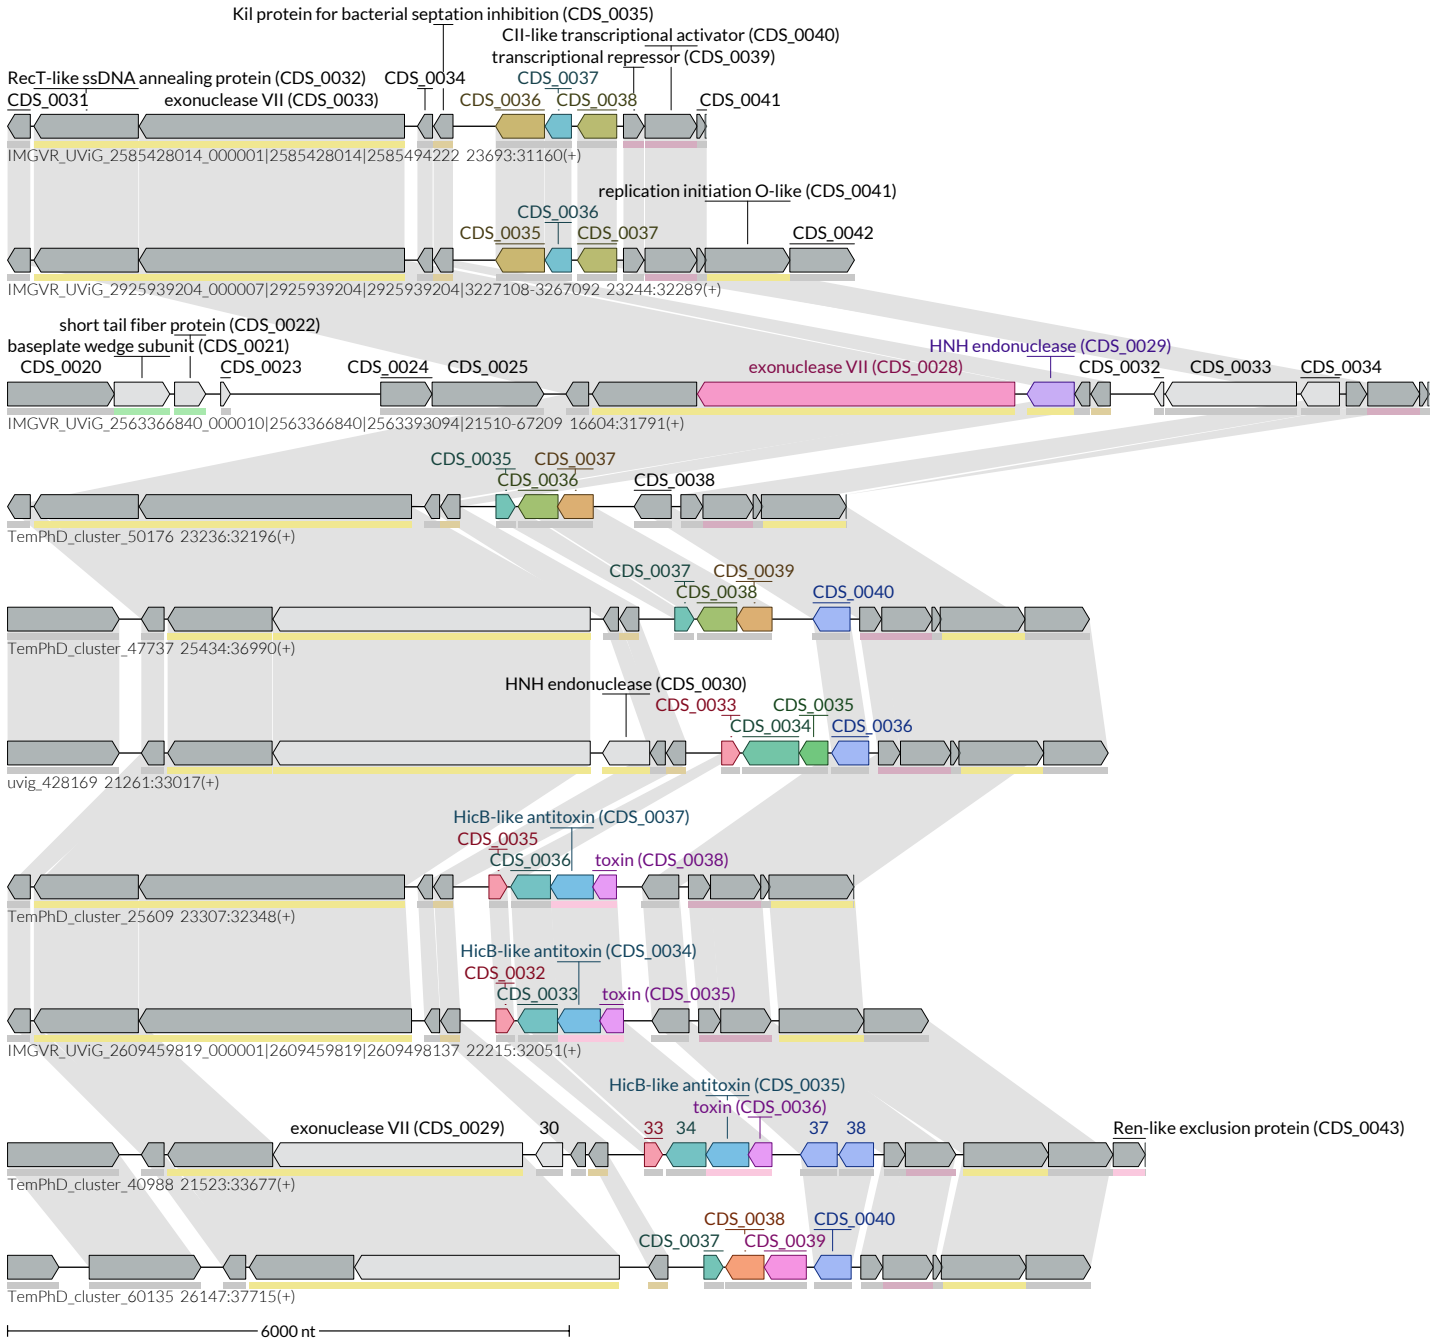 Kil protein for bacterial septation inhibition (CDS_0035)
CII-like transcriptional activator (CDS_0040)
transcriptional repressor (CDS_0039)
RecT-like ssDNA annealing protein (CDS_0032) CDS_0034 CDS_0037
CDS_0031 exonuclease VII (CDS_0033) CDS_0036 CDS_0038 CDS_0041
IMGVR_UViG_2585428014_000001|2585428014|2585494222 23693:31160(+)
replication initiation O-like (CDS_0041)
CDS_0036
CDS_0035 CDS_0037 CDS_0042
IMGVR_UViG_2925939204_000007|2925939204|2925939204|3227108-3267092 23244:32289(+)
short tail fiber protein (CDS_0022)
baseplate wedge subunit (CDS_0021) HNH endonuclease (CDS_0029)
CDS_0020 CDS_0023 CDS_0024 CDS_0025 exonuclease VII (CDS_0028) CDS_0032 CDS_0033 CDS_0034
IMGVR_UViG_2563366840_000010|2563366840|2563393094|21510-67209 16604:31791(+)
CDS_0035 CDS_0037
CDS_0036 CDS_0038
TemPhD_cluster_50176 23236:32196(+)
CDS_0037 CDS_0039
CDS_0038 CDS_0040
TemPhD_cluster_47737 25434:36990(+)
HNH endonuclease (CDS_0030)
CDS_0033 CDS_0035
CDS_0034 CDS_0036
uvig_428169 21261:33017(+)
HicB-like antitoxin (CDS_0037)
CDS_0035
CDS_0036 toxin (CDS_0038)
TemPhD_cluster_25609 23307:32348(+)
HicB-like antitoxin (CDS_0034)
CDS_0032
CDS_0033 toxin (CDS_0035)
IMGVR_UViG_2609459819_000001|2609459819|2609498137 22215:32051(+)
HicB-like antitoxin (CDS_0035)
toxin (CDS_0036)
exonuclease VII (CDS_0029) 30 33 34 37 38 Ren-like exclusion protein (CDS_0043)
TemPhD_cluster_40988 21523:33677(+)
CDS_0038 CDS_0040
CDS_0037 CDS_0039
TemPhD_cluster_60135 26147:37715(+)
6000 nt